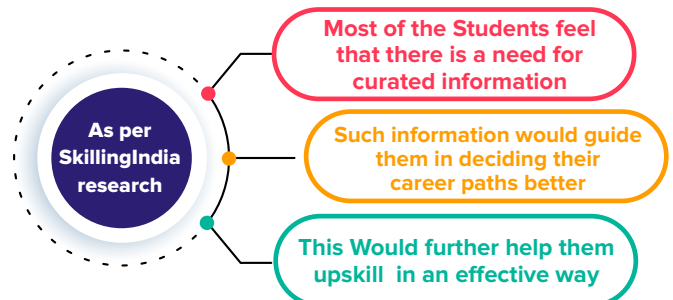 As per
SkillingIndia
research
Most of the Students feel
that there is a need for
curated information
Such information would guide
them in deciding their
career paths better
This Would further help them
upskill in an effective way